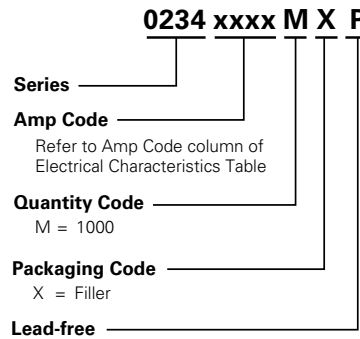 0234 xxxx M X P
Series
Amp Code
Refer to Amp Code column of
Electrical Characteristics Table
Quantity Code
M = 1000
Packaging Code
X = Filler
Lead-free